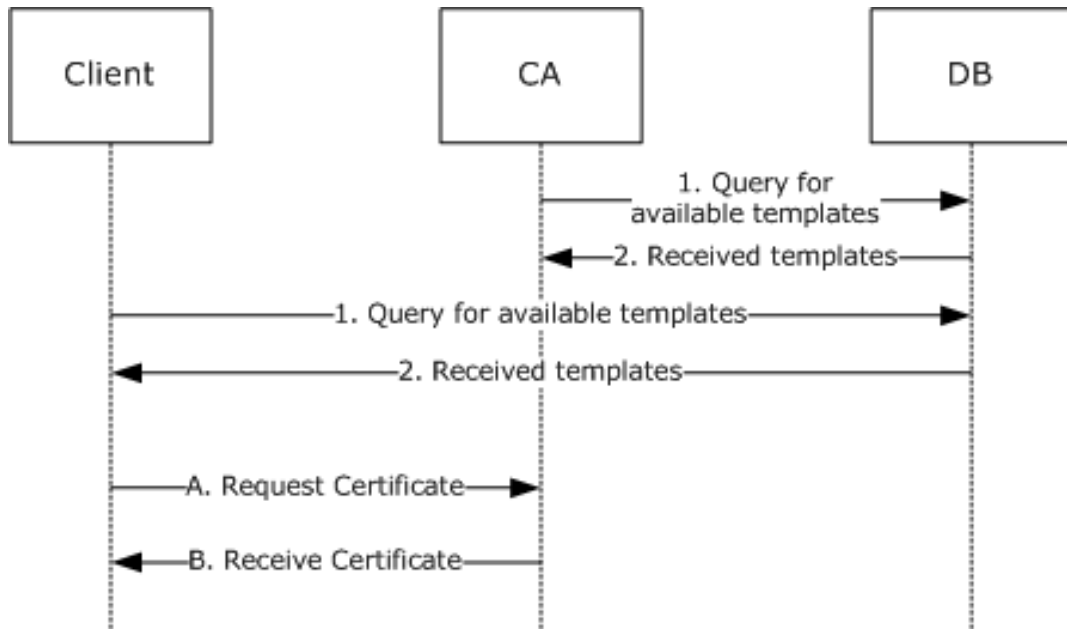 Client
CA
DB
1. Query for
available templates
2. Received templates
1. Query for available templates
2. Received templates
A. Request Certificate
B. Receive Certificate